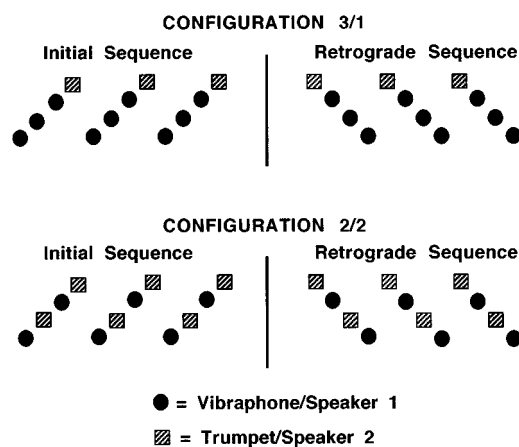 CONFIGURATION 3/1
Initial Sequence
Retrograde Sequence
CONFIGURATION 2/2
Initial Sequence
Retrograde Sequence
= Vibraphone/Speaker 1
= Trumpet/Speaker 2